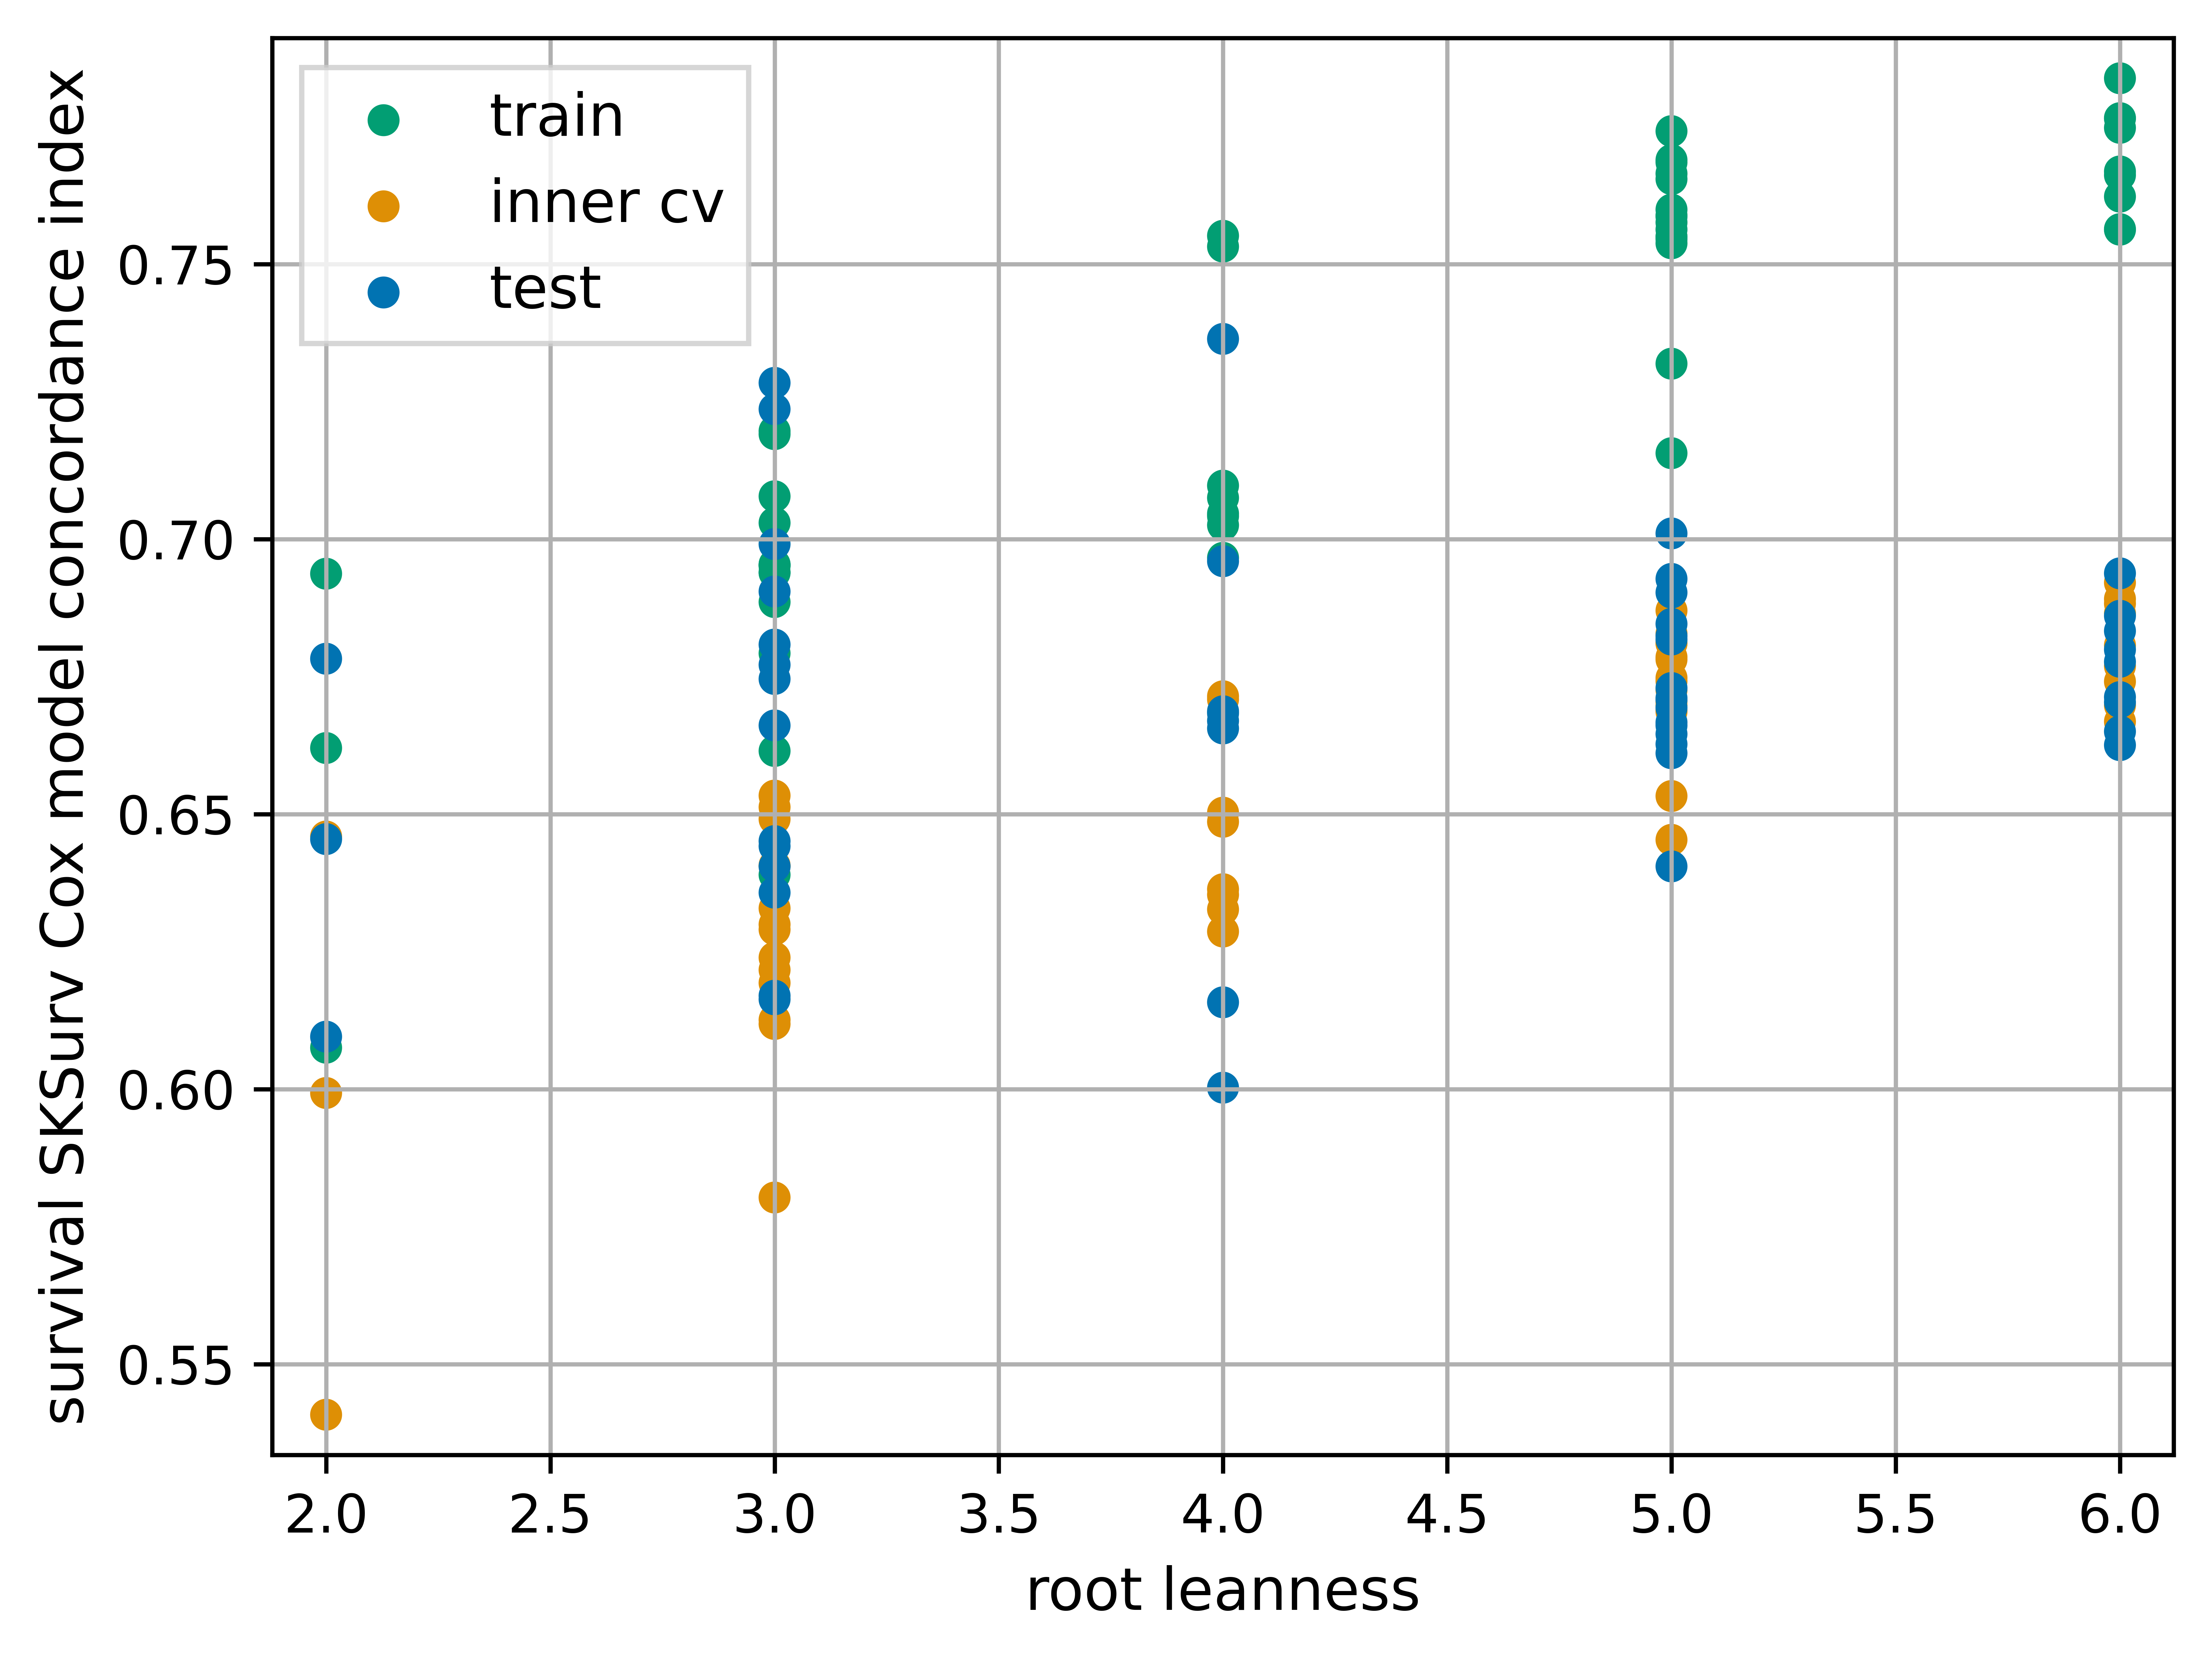 survival SKSurv Cox model concordance index
train
inner cv
test
0.75
0.70
0.65
0.60
0.55
2.0 2.5 3.0 3.5 4.0 4.5 5.0 5.5 6.0
root leanness